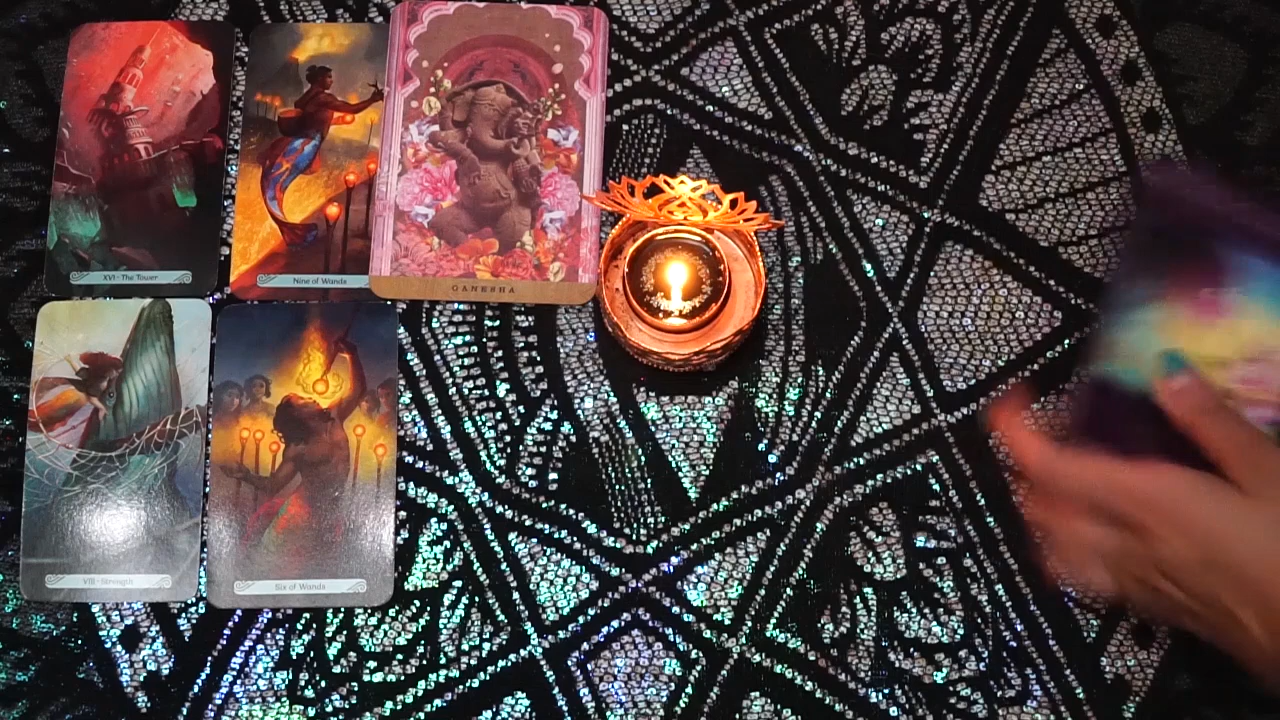 XVI - The Tower
Nine of Wands
GANESHA
VIII - Strength
Six of Wands